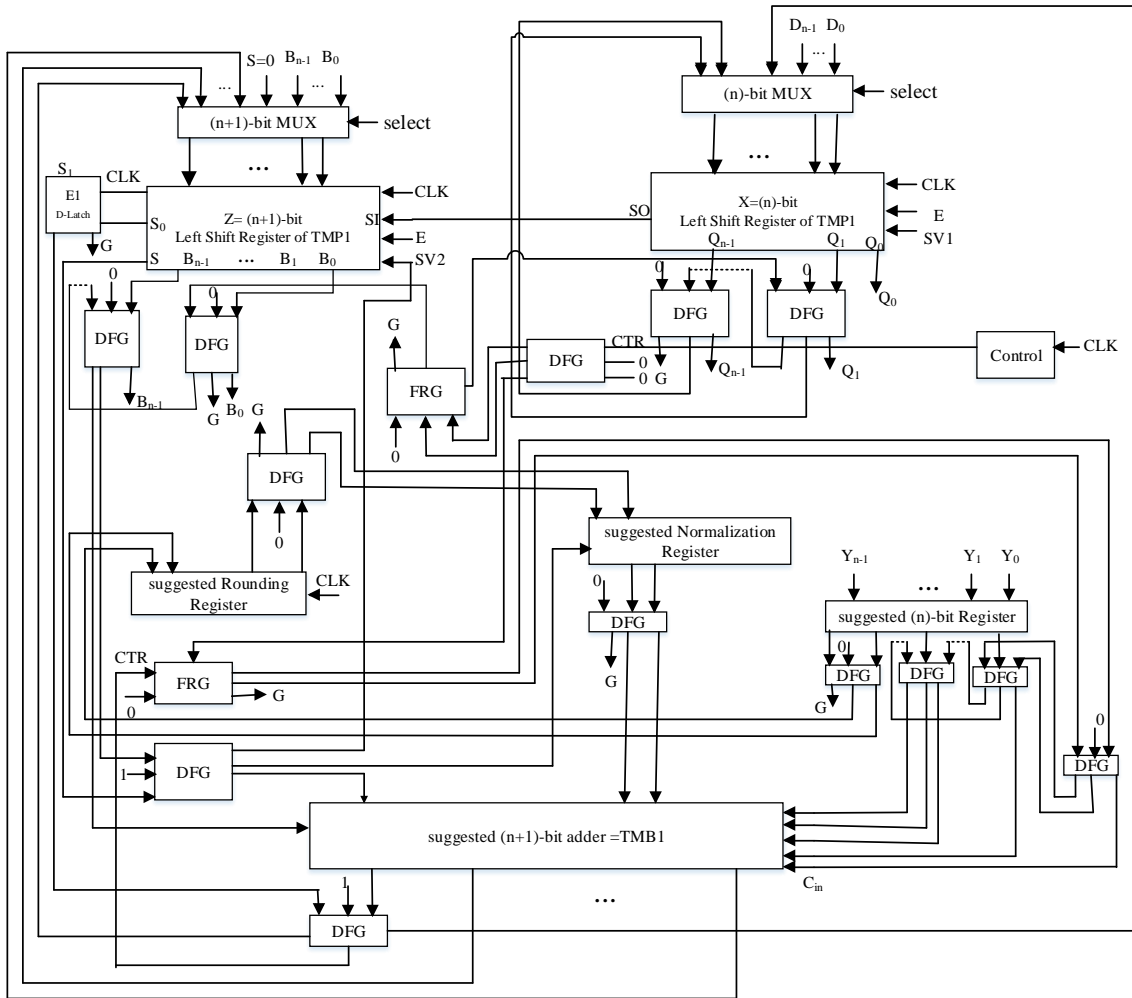 D_{n-1} D_0
...
S=0 B_{n-1} B_0
... ...
(n+1)-bit MUX
select
(n)-bit MUX
select
...
...
S_1
CLK
E1
D-Latch
G
S_0
Z= (n+1)-bit
Left Shift Register of TMP1
SI
CLK
E
SV2
S B_{n-1} ... B_1 B_0
SO
X=(n)-bit
Left Shift Register of TMP1
CLK
E
SV1
Q_{n-1} Q_1 Q_0
0
DFG
B_{n-1}
0
DFG
G
B_0
G
FRG
0
DFG
CTR
0
0
0
DFG
G
Q_{n-1}
0
DFG
Q_1
Q_0
Control
CLK
G
DFG
0
suggested Rounding
Register
CLK
suggested Normalization
Register
0
DFG
G
Y_{n-1} ... Y_1 Y_0
suggested (n)-bit Register
0
DFG
G
DFG
DFG
CTR
FRG
G
0
0
DFG
1
DFG
suggested (n+1)-bit adder =TMB1
C_{in}
1
DFG
...